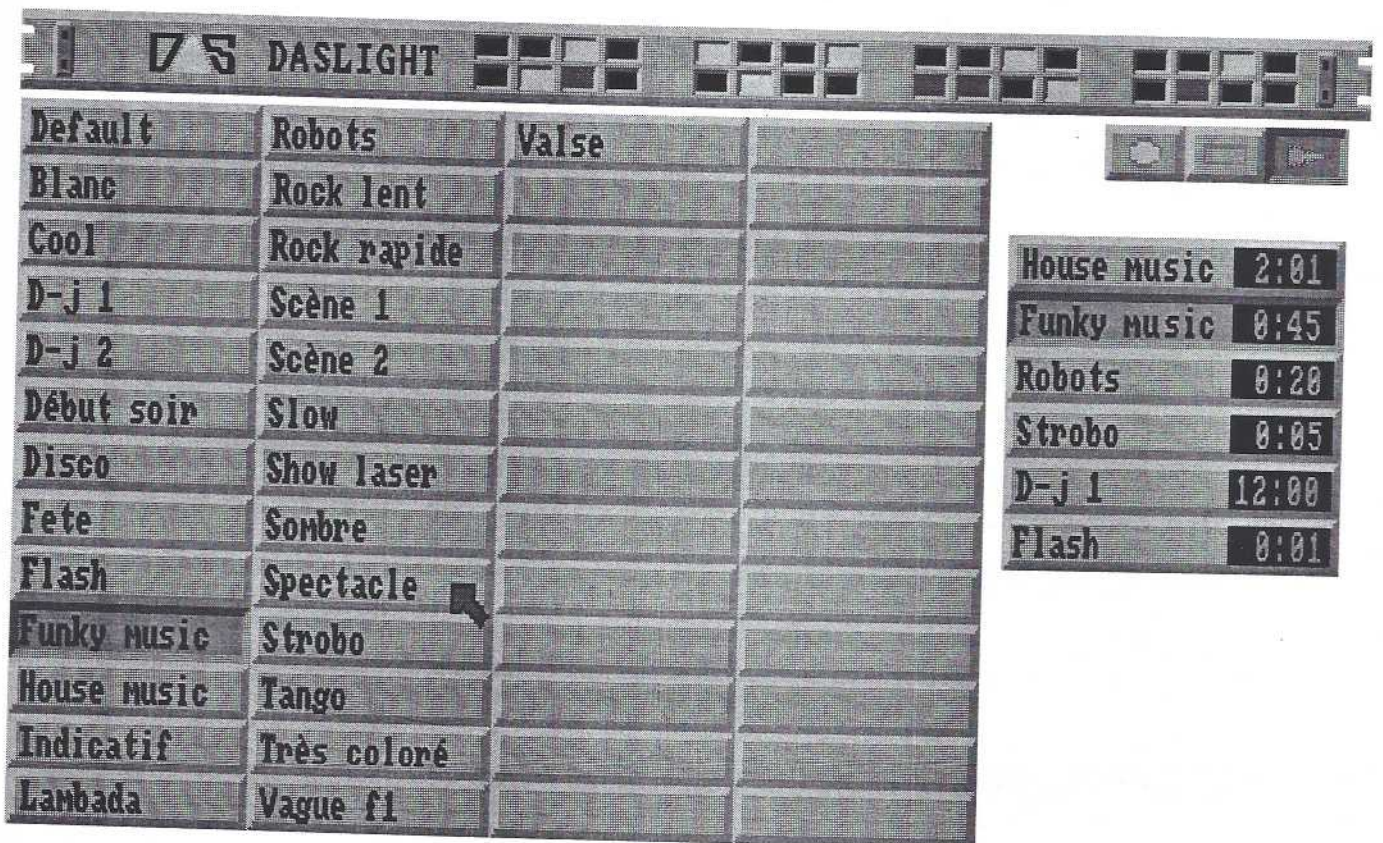 DS DASLIGHT
Default
Blanc
Cool
D-j 1
D-j 2
Début soir
Disco
Fete
Flash
Funky music
House music
Indicatif
Lambada
Robots
Rock lent
Rock rapide
Scène 1
Scène 2
Slow
Show laser
Sombre
Spectacle
Strobo
Tango
Très coloré
Vague f1
Valse
House music 2:01
Funky music 0:45
Robots 0:20
Strobo 0:05
D-j 1 12:00
Flash 0:01